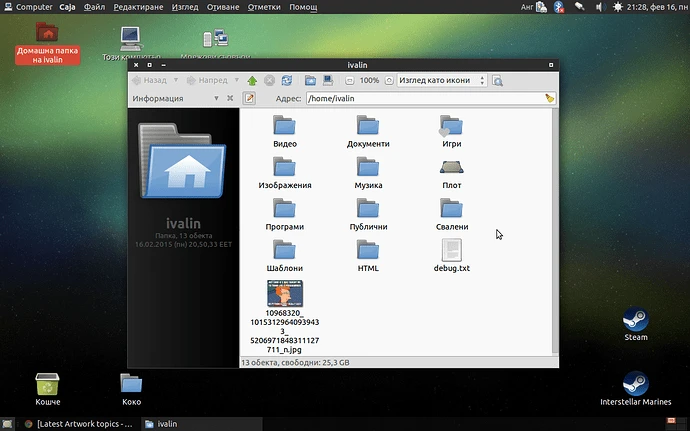 Computer Caja Файл Редактиране Изглед Отиване Отметки Помощ
Анг
21:28, фев 16, пн
Домашна папка
на ivalin
Този компютър
ivalin
Назад
Напред
100%
Изглед като икони
Информация
Адрес:
/home/ivalin
ivalin
Папка, 13 обекта
16.02.2015 (пн) 20,50,33 EET
Видео
Документи
Игри
Изображения
Музика
Плот
Програми
Публични
Свалени
Шаблони
HTML
debug.txt
10968320_
1015312964093943
3_
5206971848311127
711_n.jpg
13 обекта, свободни: 25,3 GB
Steam
Interstellar Marines
Кошче
Коко
[Latest Artwork topics - ...
ivalin